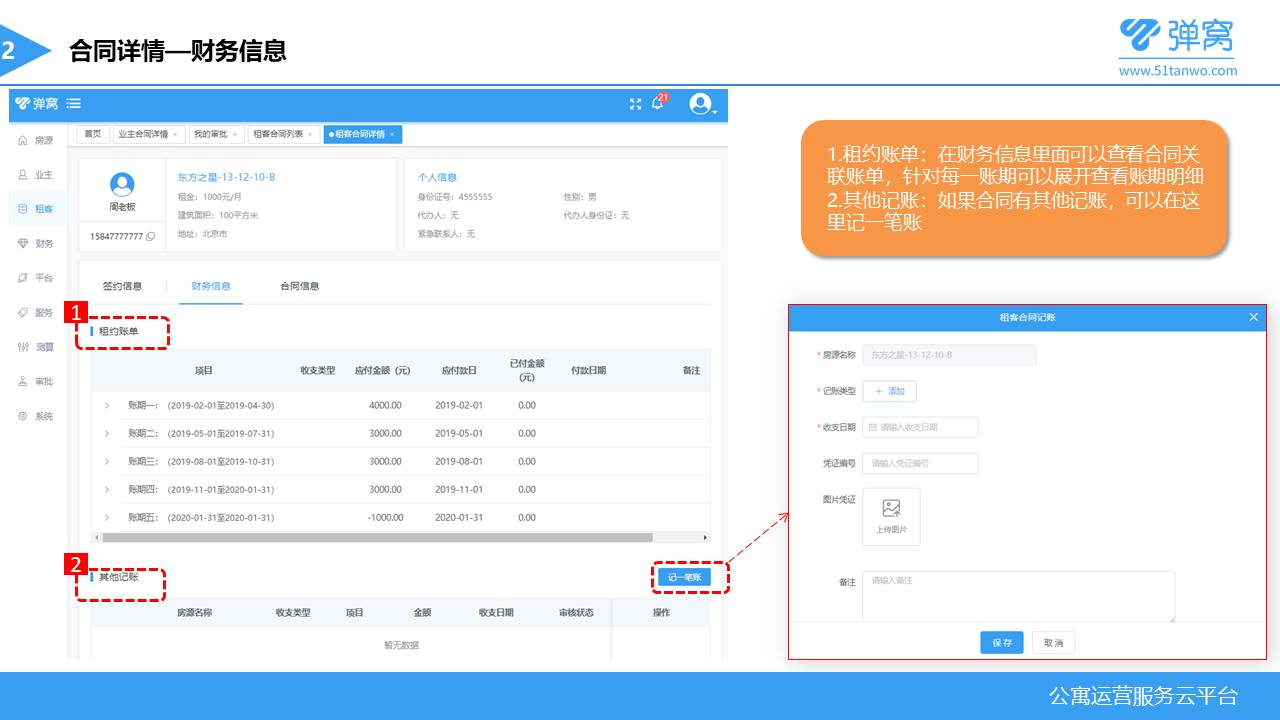 2
合同详情—财务信息
弹窝
www.51tanwo.com
弹窝
21
首页 业主合同详情 × 我的审批 × 租客合同列表 × 租客合同详情 ×
房源
业主
租客
财务
平台
服务
测算
审批
系统
周老板
15847777777
东方之星-13-12-10-B
租金：1000元/月
建筑面积：100平方米
地址：北京市
个人信息
身份证号：4555555 性别：男
代办人：无 代办人身份证：无
紧急联系人：无
签约信息 财务信息 合同信息
1
租约账单
项目 收支类型 应付金额（元） 应付款日 已付金额（元） 付款日期 备注
账期一：（2019-02-01至2019-04-30） 4000.00 2019-02-01 0.00
账期二：（2019-05-01至2019-07-31） 3000.00 2019-05-01 0.00
账期三：（2019-08-01至2019-10-31） 3000.00 2019-08-01 0.00
账期四：（2019-11-01至2020-01-31） 3000.00 2019-11-01 0.00
账期五：（2020-01-31至2020-01-31） -1000.00 2020-01-31 0.00
2
其他记账
记一笔账
房源名称 收支类型 项目 金额 收支日期 审核状态 操作
暂无数据
1.租约账单：在财务信息里面可以查看合同关
联账单，针对每一账期可以展开查看账期明细
2.其他记账：如果合同有其他记账，可以在这
里记一笔账
租客合同记账 ×
* 房源名称 东方之星-13-12-10-B
* 记账类型 + 添加
* 收支日期 请输入收支日期
凭证编号 请输入凭证编号
图片凭证
上传图片
备注 请输入备注
保存 取消
公寓运营服务云平台